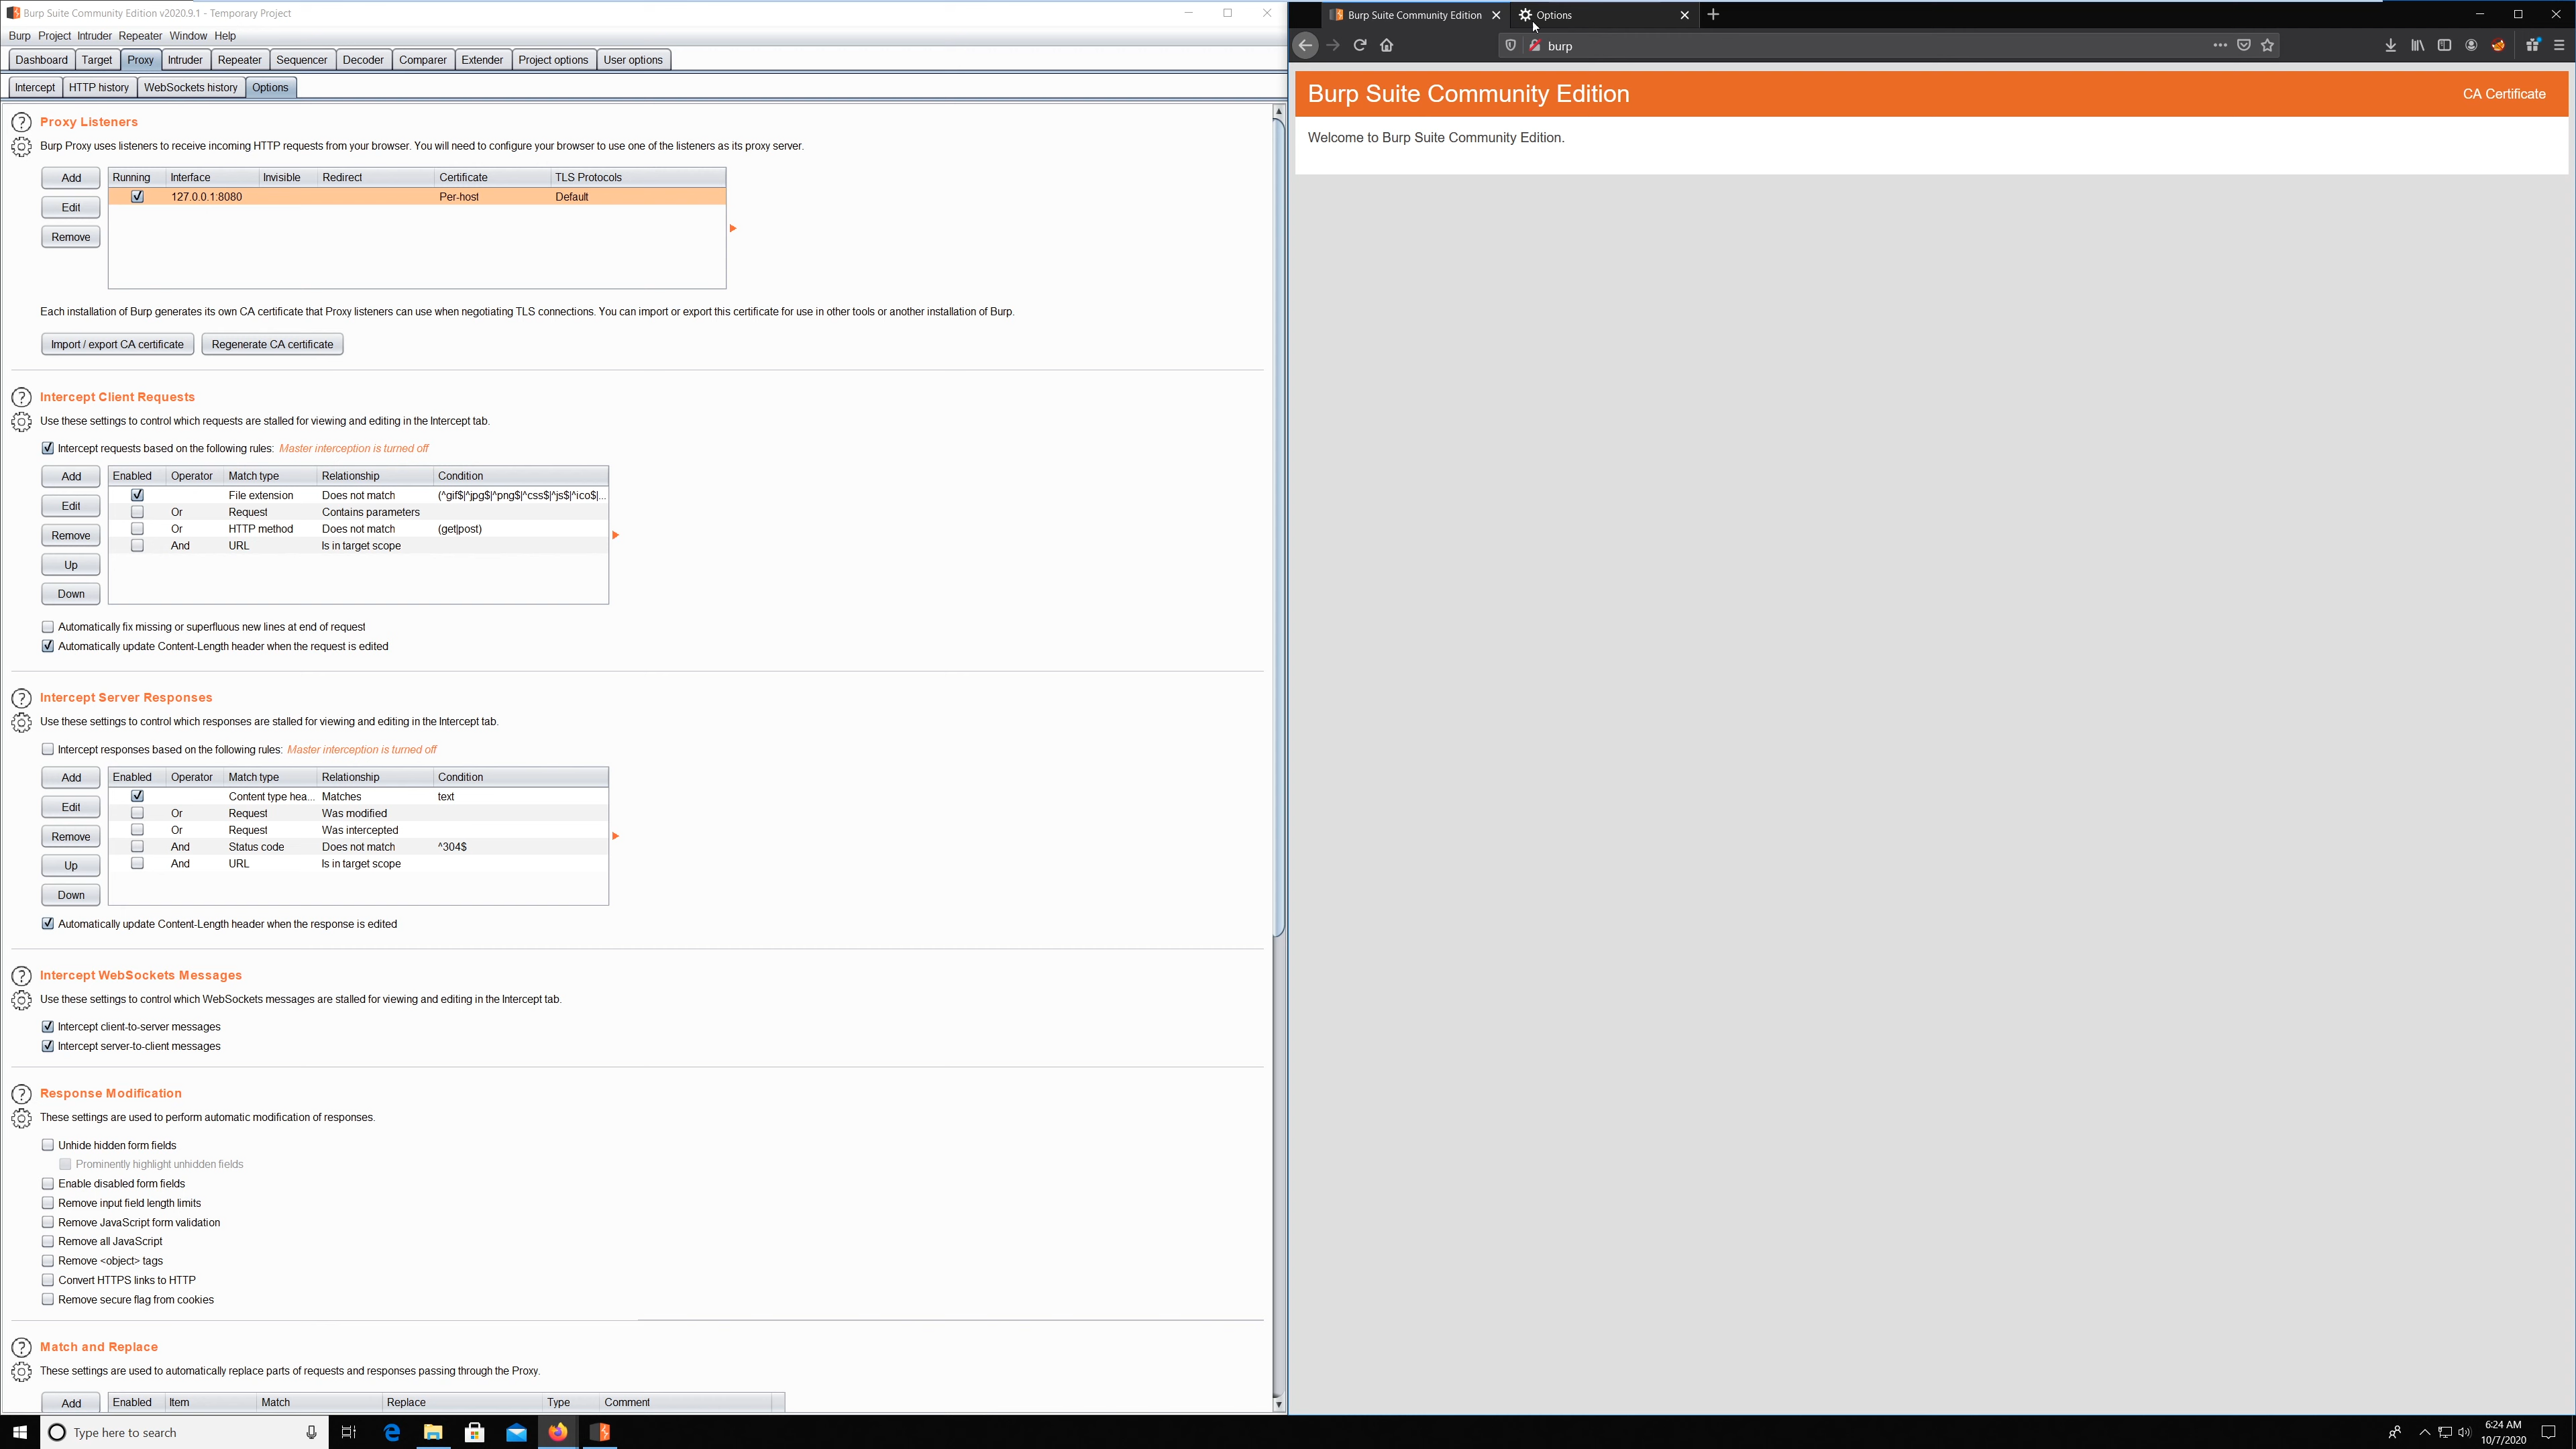 Burp Suite Community Edition v2020.9.1 - Temporary Project
Burp Project Intruder Repeater Window Help
Dashboard Target Proxy Intruder Repeater Sequencer Decoder Comparer Extender Project options User options
Intercept HTTP history WebSockets history Options
Proxy Listeners
Burp Proxy uses listeners to receive incoming HTTP requests from your browser. You will need to configure your browser to use one of the listeners as its proxy server.
Add
Edit
Remove
Running Interface Invisible Redirect Certificate TLS Protocols
127.0.0.1:8080 Per-host Default
Each installation of Burp generates its own CA certificate that Proxy listeners can use when negotiating TLS connections. You can import or export this certificate for use in other tools or another installation of Burp.
Import / export CA certificate Regenerate CA certificate
Intercept Client Requests
Use these settings to control which requests are stalled for viewing and editing in the Intercept tab.
Intercept requests based on the following rules: Master interception is turned off
Add
Edit
Remove
Up
Down
Enabled Operator Match type Relationship Condition
File extension Does not match (^gif$|^jpg$|^png$|^css$|^js$|^ico$|...
Or Request Contains parameters
Or HTTP method Does not match (get|post)
And URL Is in target scope
Automatically fix missing or superfluous new lines at end of request
Automatically update Content-Length header when the request is edited
Intercept Server Responses
Use these settings to control which responses are stalled for viewing and editing in the Intercept tab.
Intercept responses based on the following rules: Master interception is turned off
Add
Edit
Remove
Up
Down
Enabled Operator Match type Relationship Condition
Content type hea... Matches text
Or Request Was modified
Or Request Was intercepted
And Status code Does not match ^304$
And URL Is in target scope
Automatically update Content-Length header when the response is edited
Intercept WebSockets Messages
Use these settings to control which WebSockets messages are stalled for viewing and editing in the Intercept tab.
Intercept client-to-server messages
Intercept server-to-client messages
Response Modification
These settings are used to perform automatic modification of responses.
Unhide hidden form fields
Prominently highlight unhidden fields
Enable disabled form fields
Remove input field length limits
Remove JavaScript form validation
Remove all JavaScript
Remove <object> tags
Convert HTTPS links to HTTP
Remove secure flag from cookies
Match and Replace
These settings are used to automatically replace parts of requests and responses passing through the Proxy.
Add
Enabled Item Match Replace Type Comment
Burp Suite Community Edition Options
burp
Burp Suite Community Edition CA Certificate
Welcome to Burp Suite Community Edition.
Type here to search
6:24 AM
10/7/2020